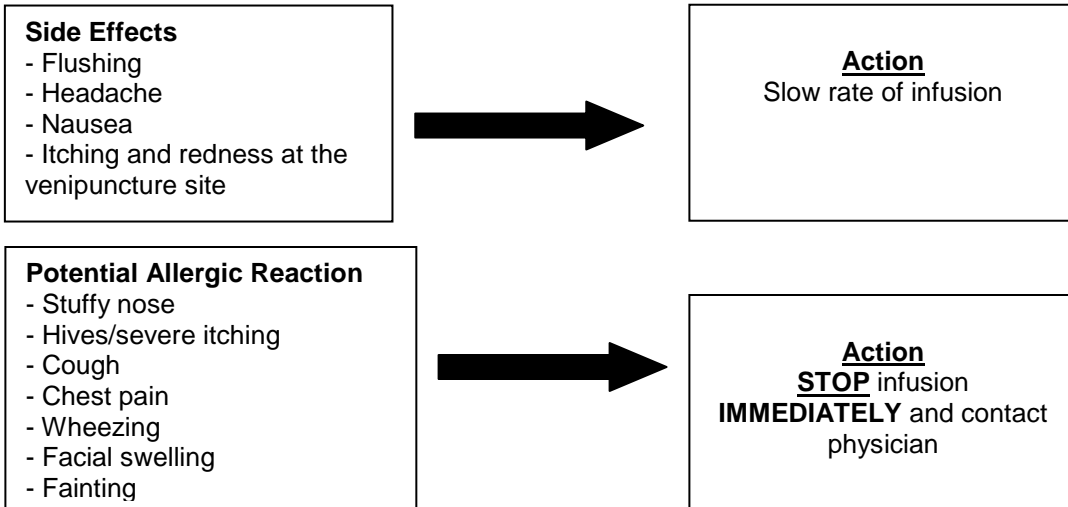 Side Effects
- Flushing
- Headache
- Nausea
- Itching and redness at the
venipuncture site
Action
Slow rate of infusion
Potential Allergic Reaction
- Stuffy nose
- Hives/severe itching
- Cough
- Chest pain
- Wheezing
- Facial swelling
- Fainting
Action
STOP infusion
IMMEDIATELY and contact
physician